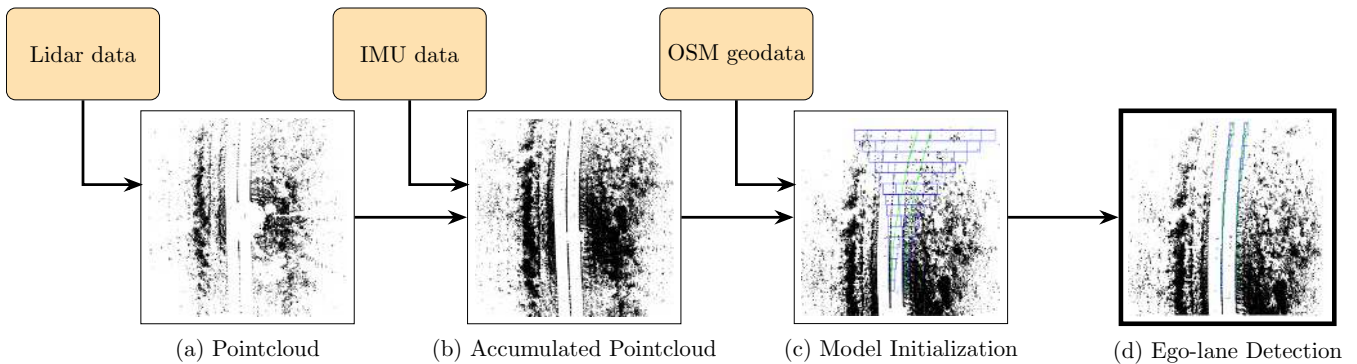 Lidar data
IMU data
OSM geodata
(a) Pointcloud
(b) Accumulated Pointcloud
(c) Model Initialization
(d) Ego-lane Detection